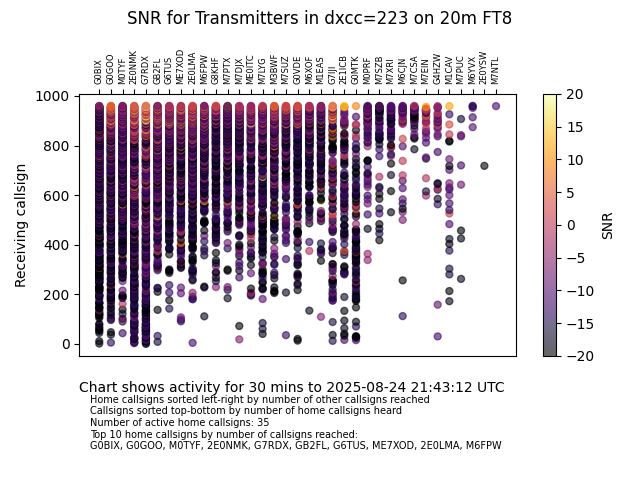 SNR for Transmitters in dxcc=223 on 20m FT8
G0BIX G0GOO M0TYF 2E0NMK G7RDX GB2FL G6TUS ME7XOD 2E0LMA M6FPW G8KHF M7PTX M7DJX ME0ITC M7LYG M3BWF M7SUZ G0VDE M6XOF M1EAS G7IJI 2E1ICB G0MTK M0PRF M7SZB M7XRI M6CJN M7CSA M7EIN G4HZW M1CAV M7PUC M6YVX 2E0YSW M7NTL
1000
800
600
400
200
0
Receiving callsign
20
15
10
5
0
−5
−10
−15
−20
SNR
Chart shows activity for 30 mins to 2025-08-24 21:43:12 UTC
Home callsigns sorted left-right by number of other callsigns reached
Callsigns sorted top-bottom by number of home callsigns heard
Number of active home callsigns: 35
Top 10 home callsigns by number of callsigns reached:
G0BIX, G0GOO, M0TYF, 2E0NMK, G7RDX, GB2FL, G6TUS, ME7XOD, 2E0LMA, M6FPW